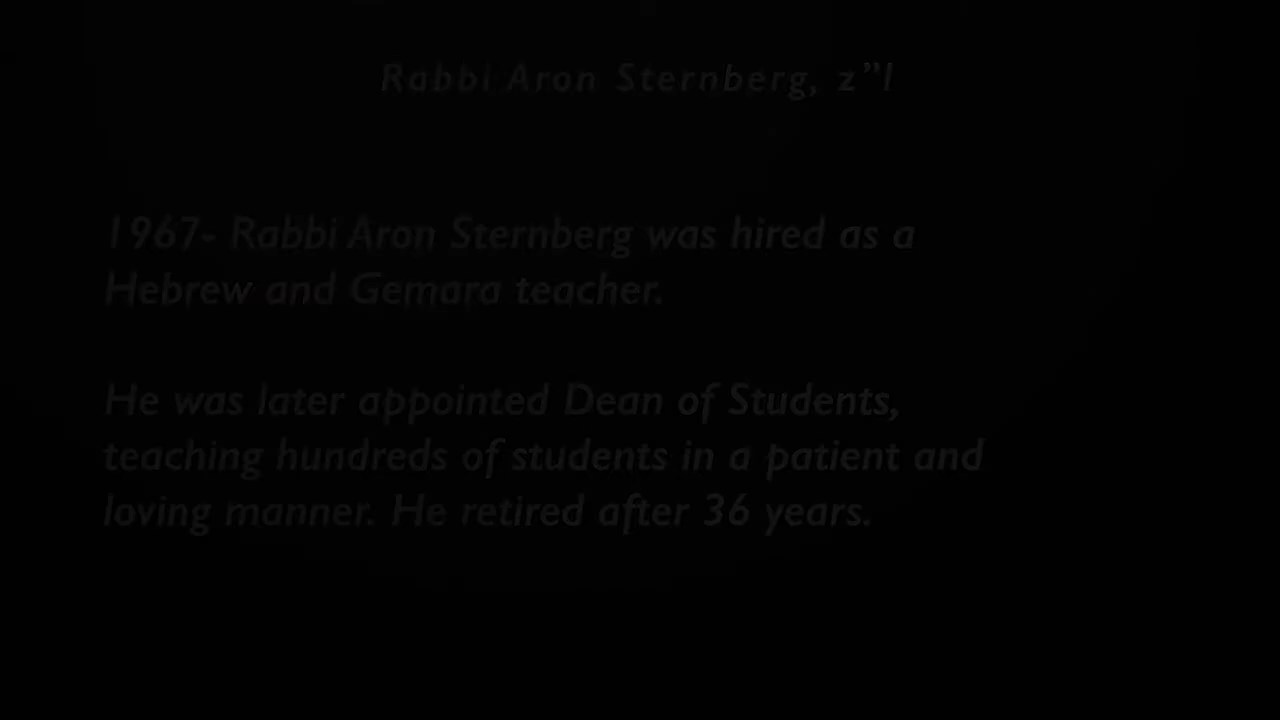 Rabbi Aron Sternberg, z”l
1967- Rabbi Aron Sternberg was hired as a
Hebrew and Gemara teacher.
He was later appointed Dean of Students,
teaching hundreds of students in a patient and
loving manner. He retired after 36 years.